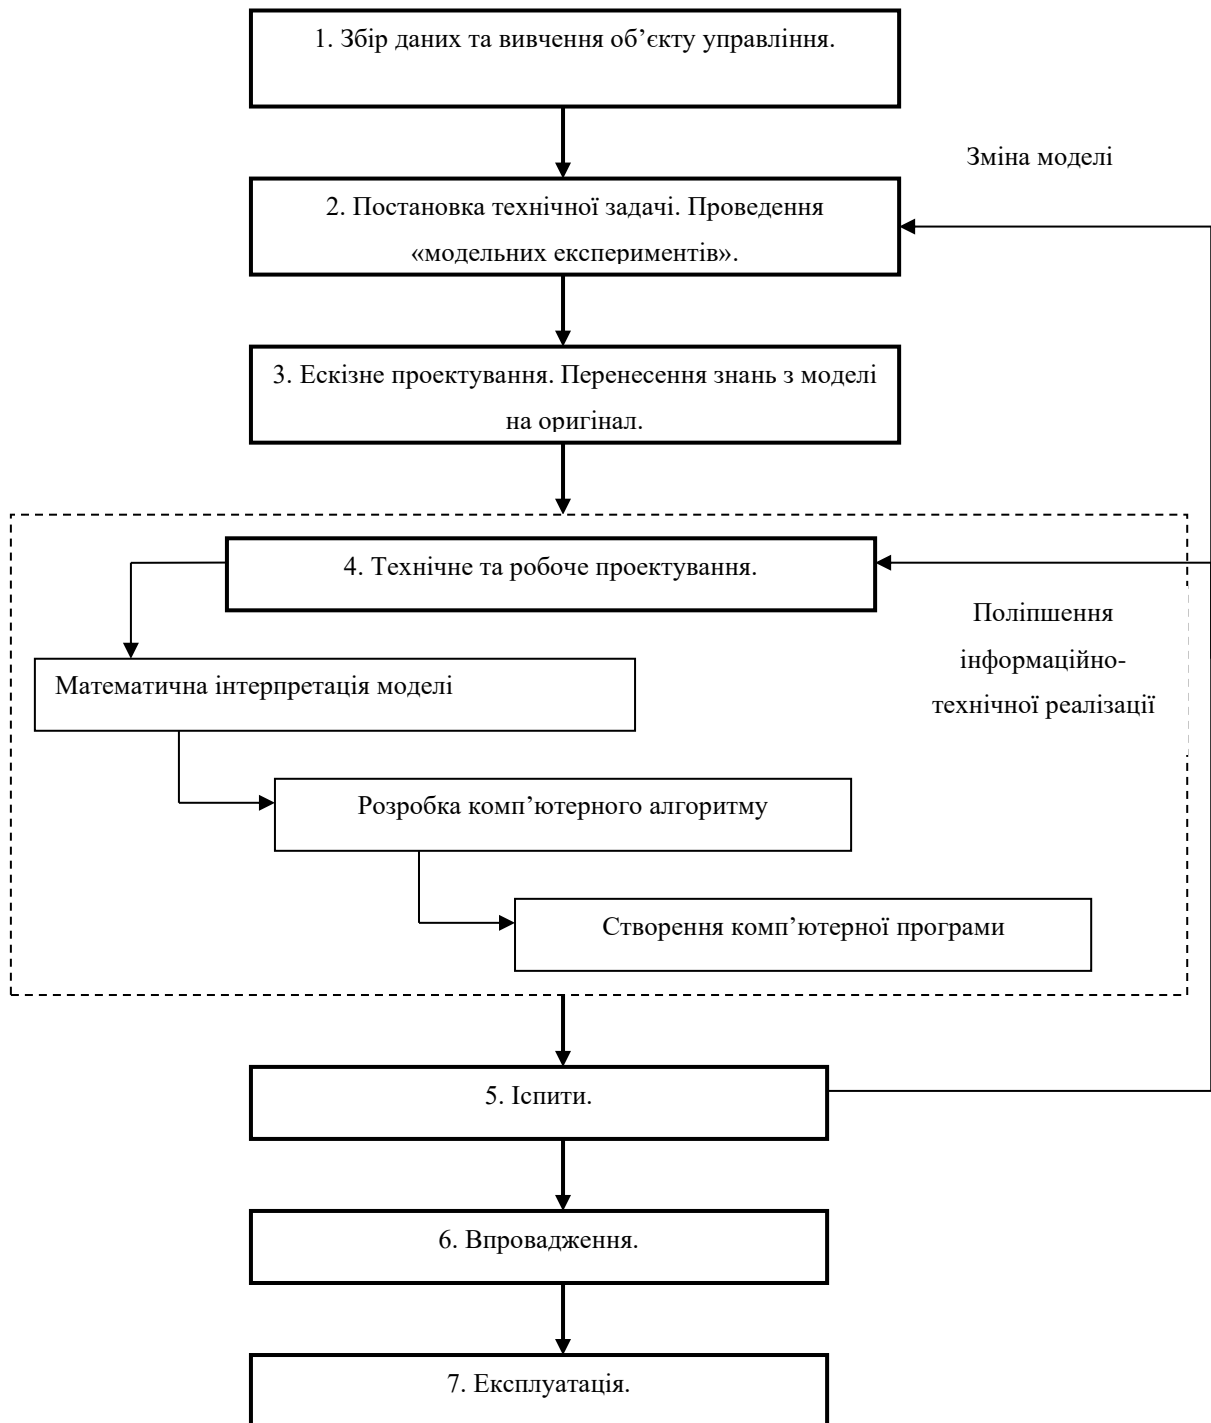 1. Збір даних та вивчення об’єкту управління.
Зміна моделі
2. Постановка технічної задачі. Проведення
«модельних експериментів».
3. Ескізне проектування. Перенесення знань з моделі
на оригінал.
4. Технічне та робоче проектування.
Поліпшення
інформаційно-
технічної реалізації
Математична інтерпретація моделі
Розробка комп’ютерного алгоритму
Створення комп’ютерної програми
5. Іспити.
6. Впровадження.
7. Експлуатація.